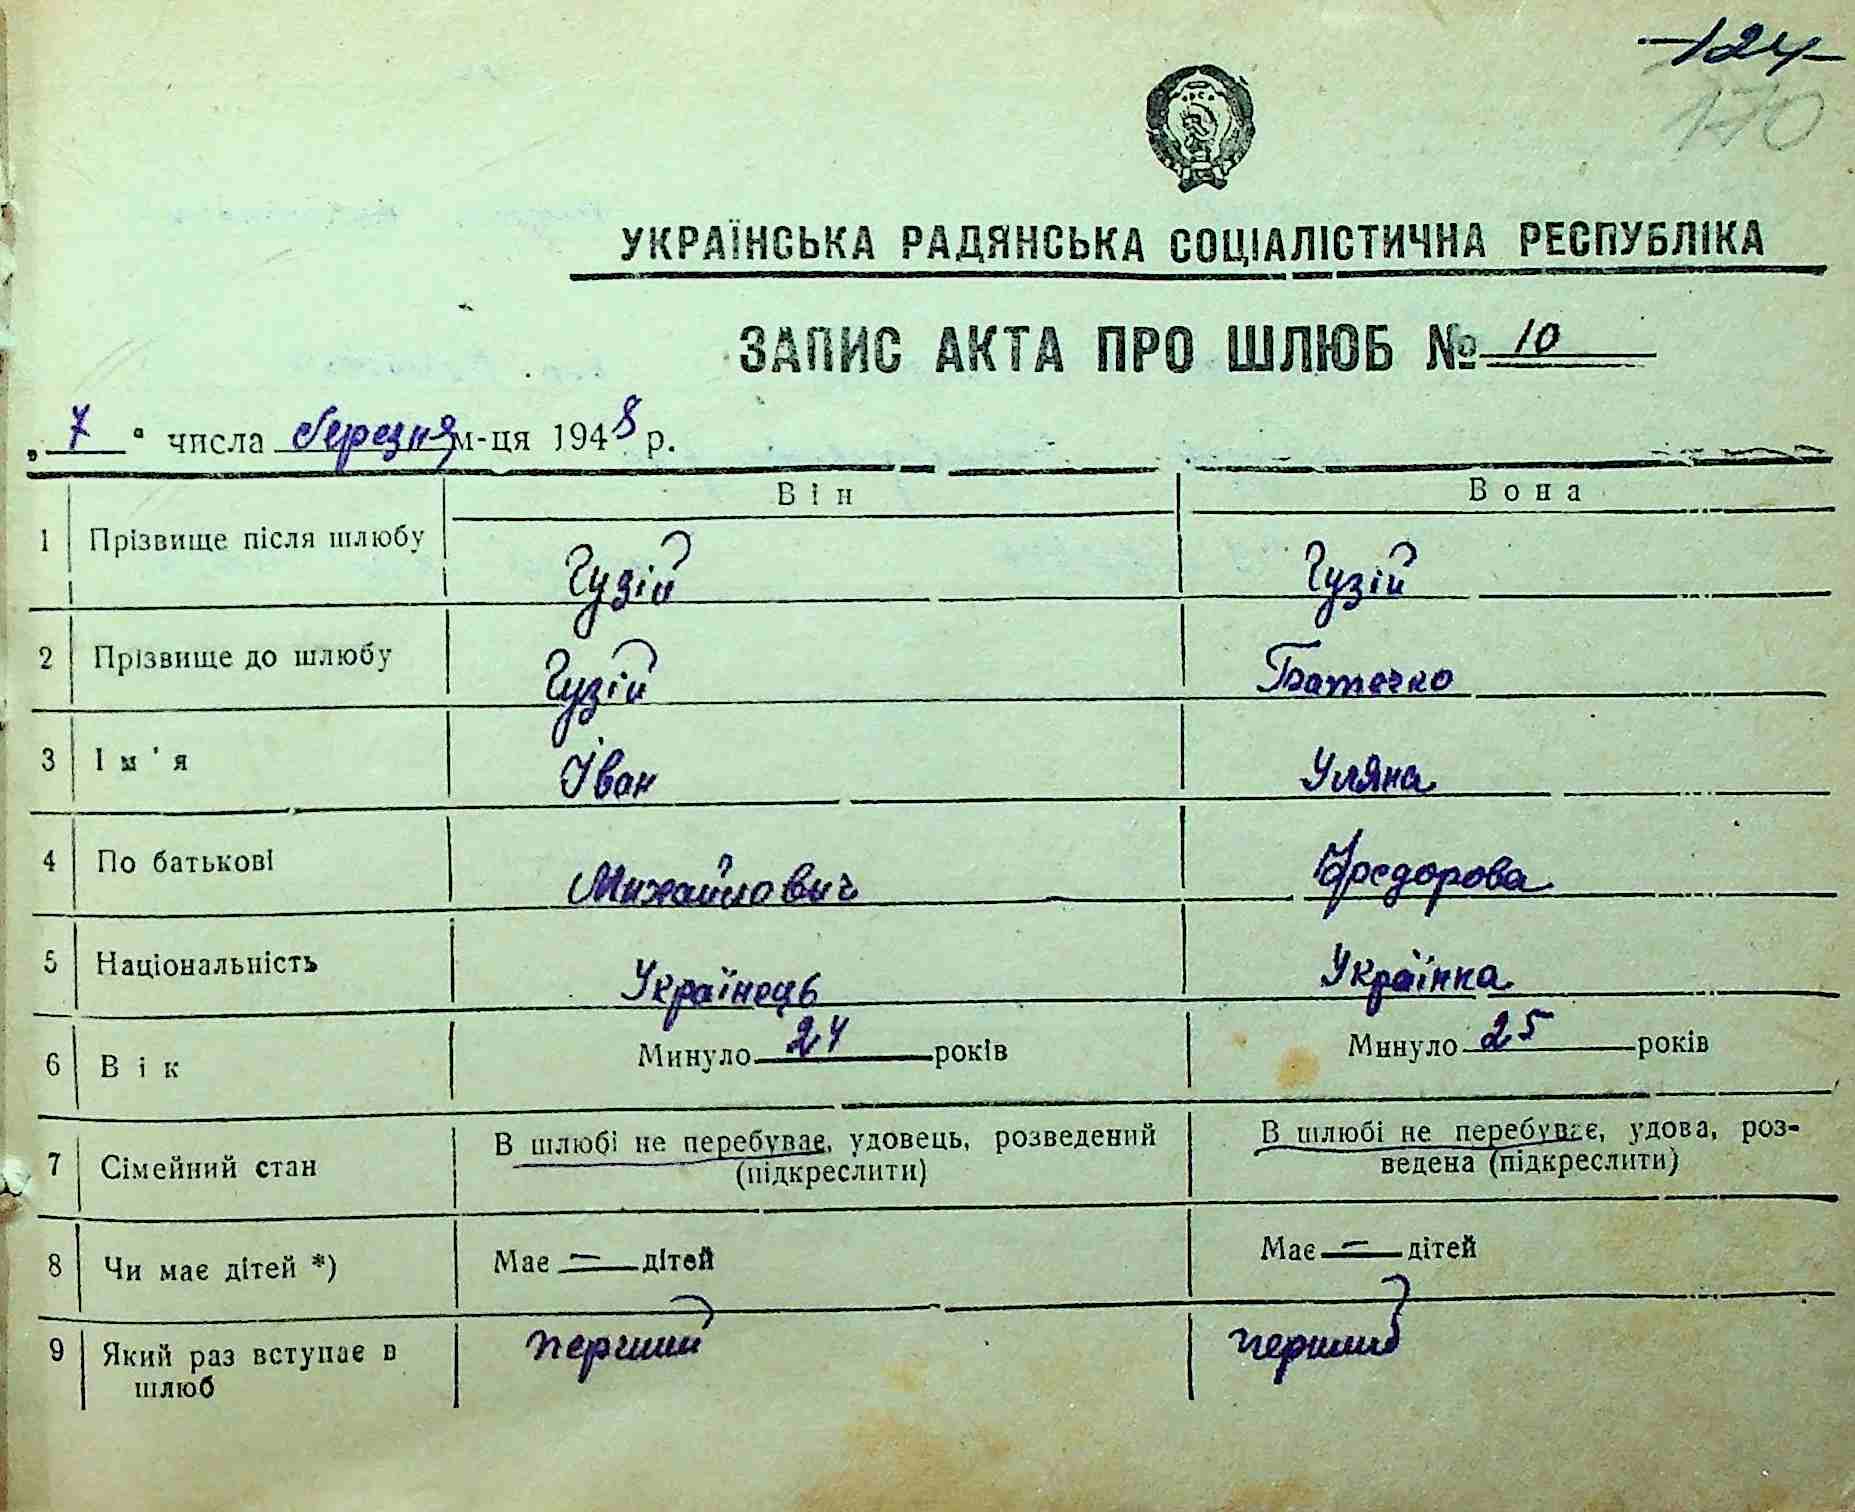 -124-
170
УКРАЇНСЬКА РАДЯНСЬКА СОЦІАЛІСТИЧНА РЕСПУБЛІКА
ЗАПИС АКТА ПРО ШЛЮБ № 10
„ 7 “ числа березня м-ця 1948 р.
Він Вона
1 Прізвище після шлюбу Гузій Гузій
2 Прізвище до шлюбу Гузій Батечко
3 Ім'я Іван Уляна
4 По батькові Михайлович Фєдорова
5 Національність Українець Українка
6 Вік Минуло 24 років Минуло 25 років
7 Сімейний стан В шлюбі не перебуває, удовець, розведений В шлюбі не перебуває, удова, роз-
(підкреслити) ведена (підкреслити)
8 Чи має дітей *) Має — дітей Має — дітей
9 Який раз вступає в перший перший
шлюб